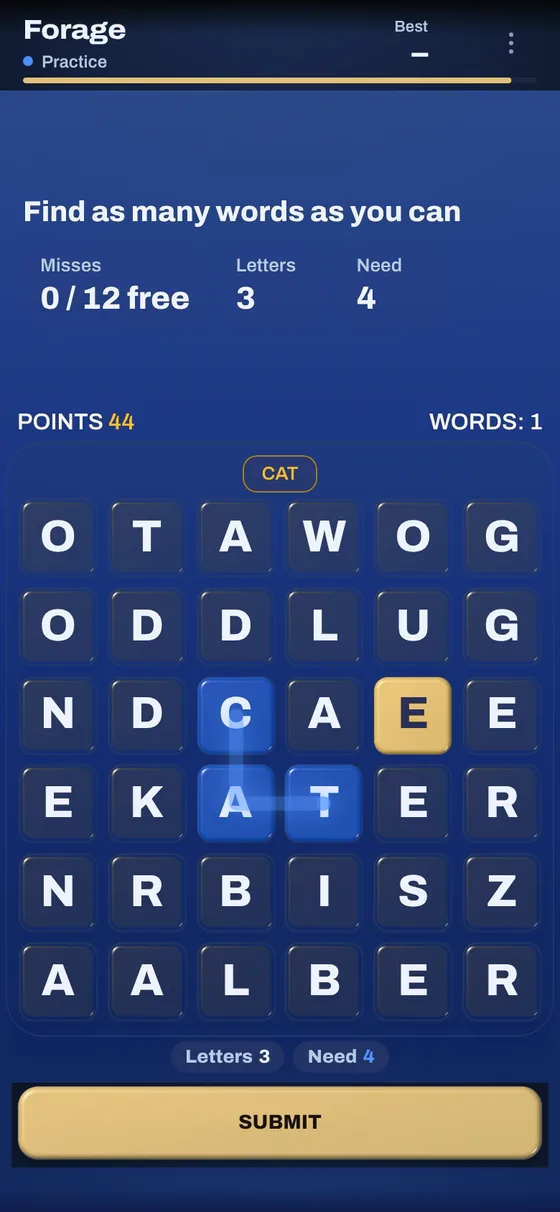 Forage
Practice
Best
–
Find as many words as you can
Misses Letters Need
0 / 12 free 3 4
POINTS 44 WORDS: 1
CAT
O T A W O G
O D D L U G
N D C A E E
E K A T E R
N R B I S Z
A A L B E R
Letters 3 Need 4
SUBMIT